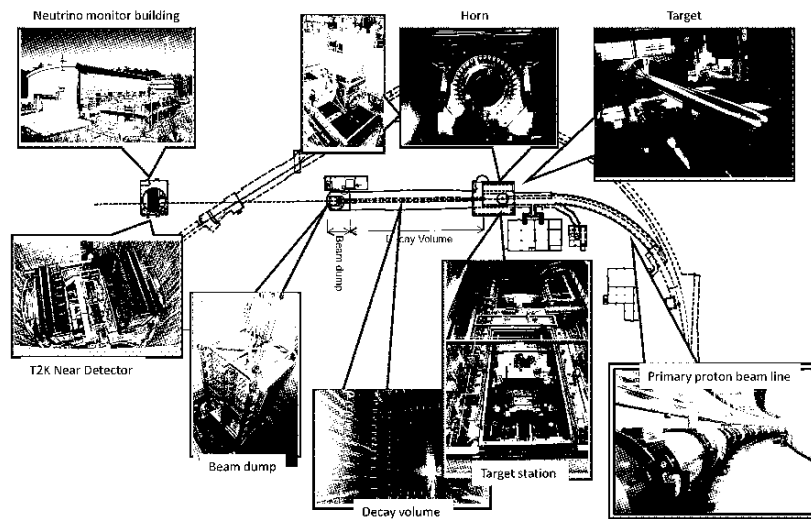 Neutrino monitor building
Horn
Target
Beam dump
Decay Volume
T2K Near Detector
Beam dump
Decay volume
Target station
Primary proton beam line